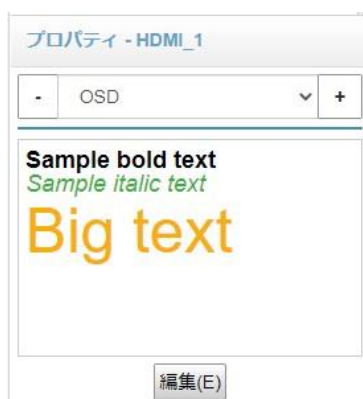 プロパティ - HDMI_1
- OSD +
Sample bold text
Sample italic text
Big text
編集(E)